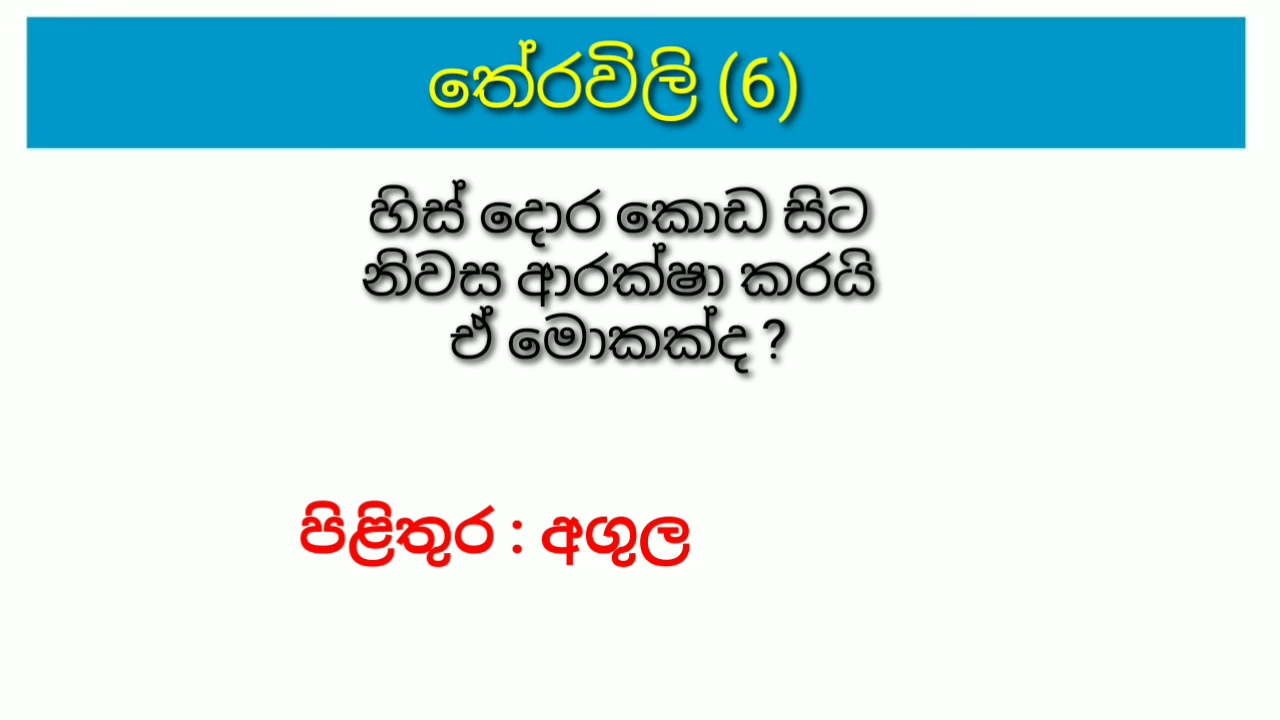 තේරවිලි (6)
හිස් දොර කොඩ සිට
නිවස ආරක්ෂා කරයි
ඒ මොකක්ද ?
පිළිතුර : අගුල